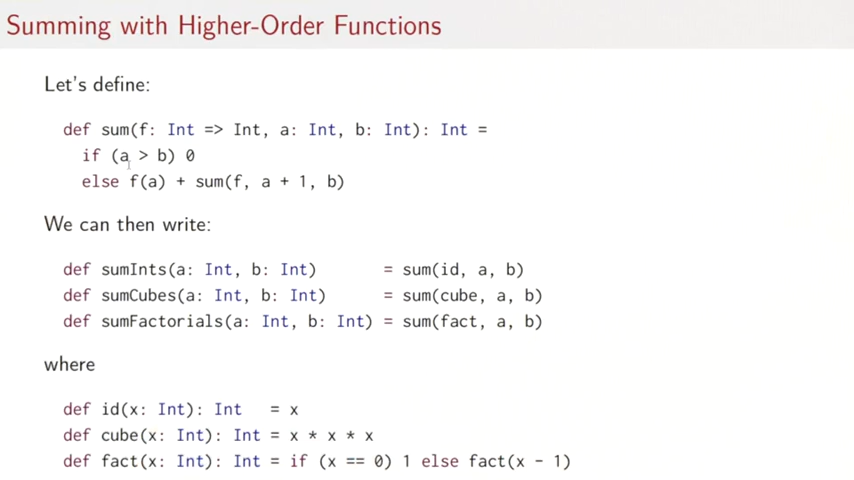 Summing with Higher-Order Functions
Let's define:
def sum(f: Int => Int, a: Int, b: Int): Int =
if (a > b) 0
else f(a) + sum(f, a + 1, b)
We can then write:
def sumInts(a: Int, b: Int) = sum(id, a, b)
def sumCubes(a: Int, b: Int) = sum(cube, a, b)
def sumFactorials(a: Int, b: Int) = sum(fact, a, b)
where
def id(x: Int): Int = x
def cube(x: Int): Int = x * x * x
def fact(x: Int): Int = if (x == 0) 1 else fact(x - 1)